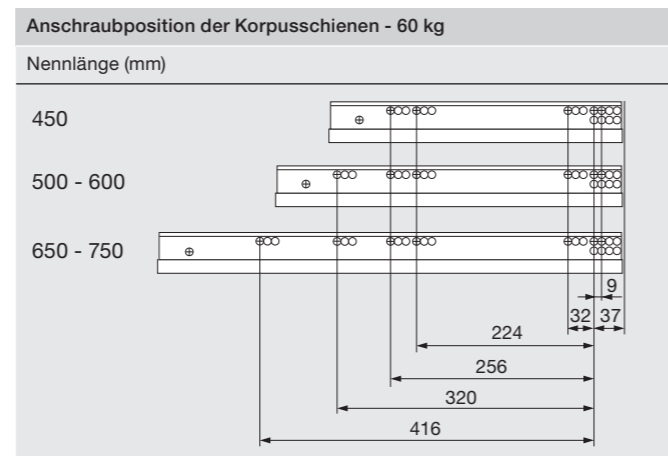 Anschraubposition der Korpusschienen - 60 kg
Nennlänge (mm)
450
500 - 600
650 - 750
9
32 37
224
256
320
416